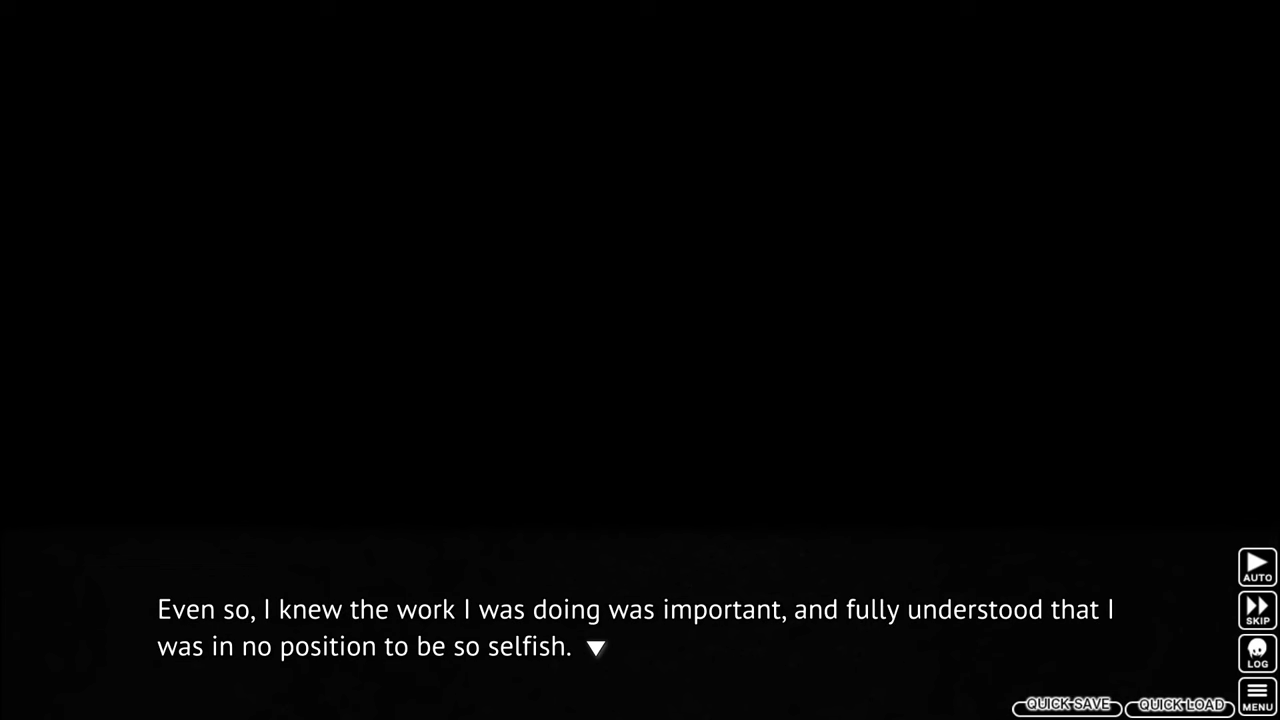 Even so, I knew the work I was doing was important, and fully understood that I
was in no position to be so selfish.
AUTO
SKIP
LOG
MENU
QUICK SAVE QUICK LOAD